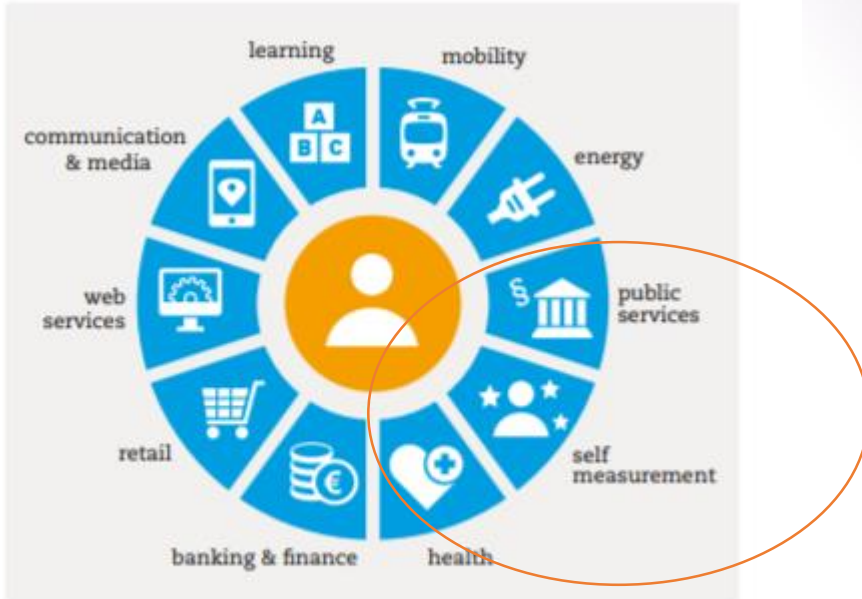 learning
mobility
communication
& media
energy
A
B C
web
services
§
public
services
retail
€
self
measurement
banking & finance
health